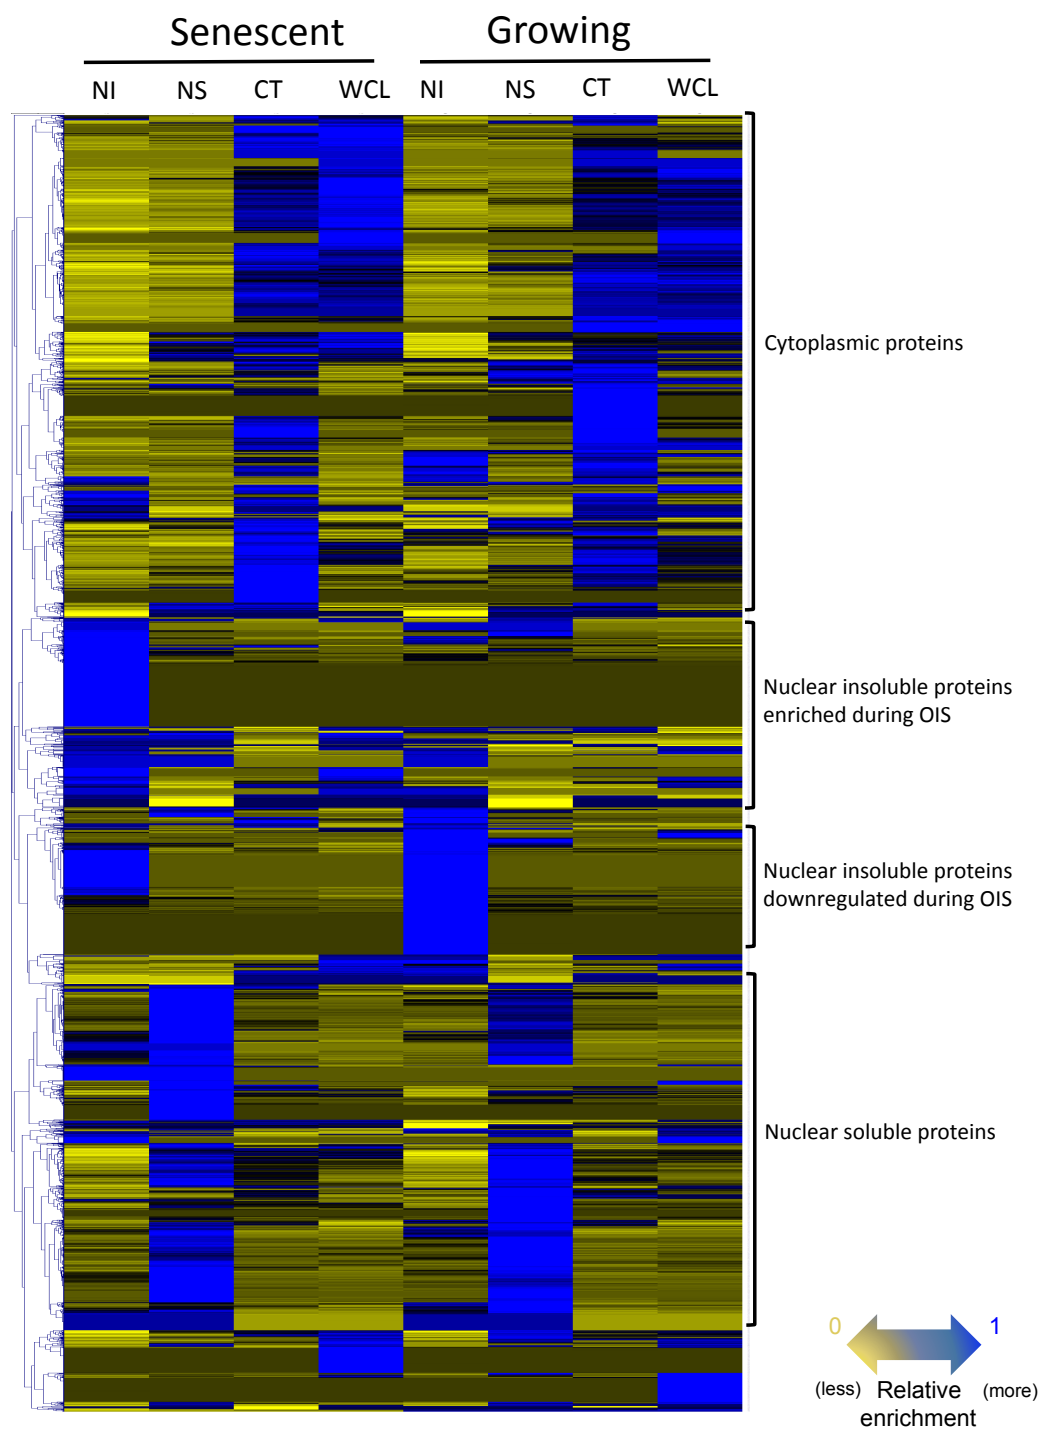 Senescent Growing
NI NS CT WCL NI NS CT WCL
Cytoplasmic proteins
Nuclear insoluble proteins
enriched during OIS
Nuclear insoluble proteins
downregulated during OIS
Nuclear soluble proteins
0 1
(less) Relative (more)
enrichment